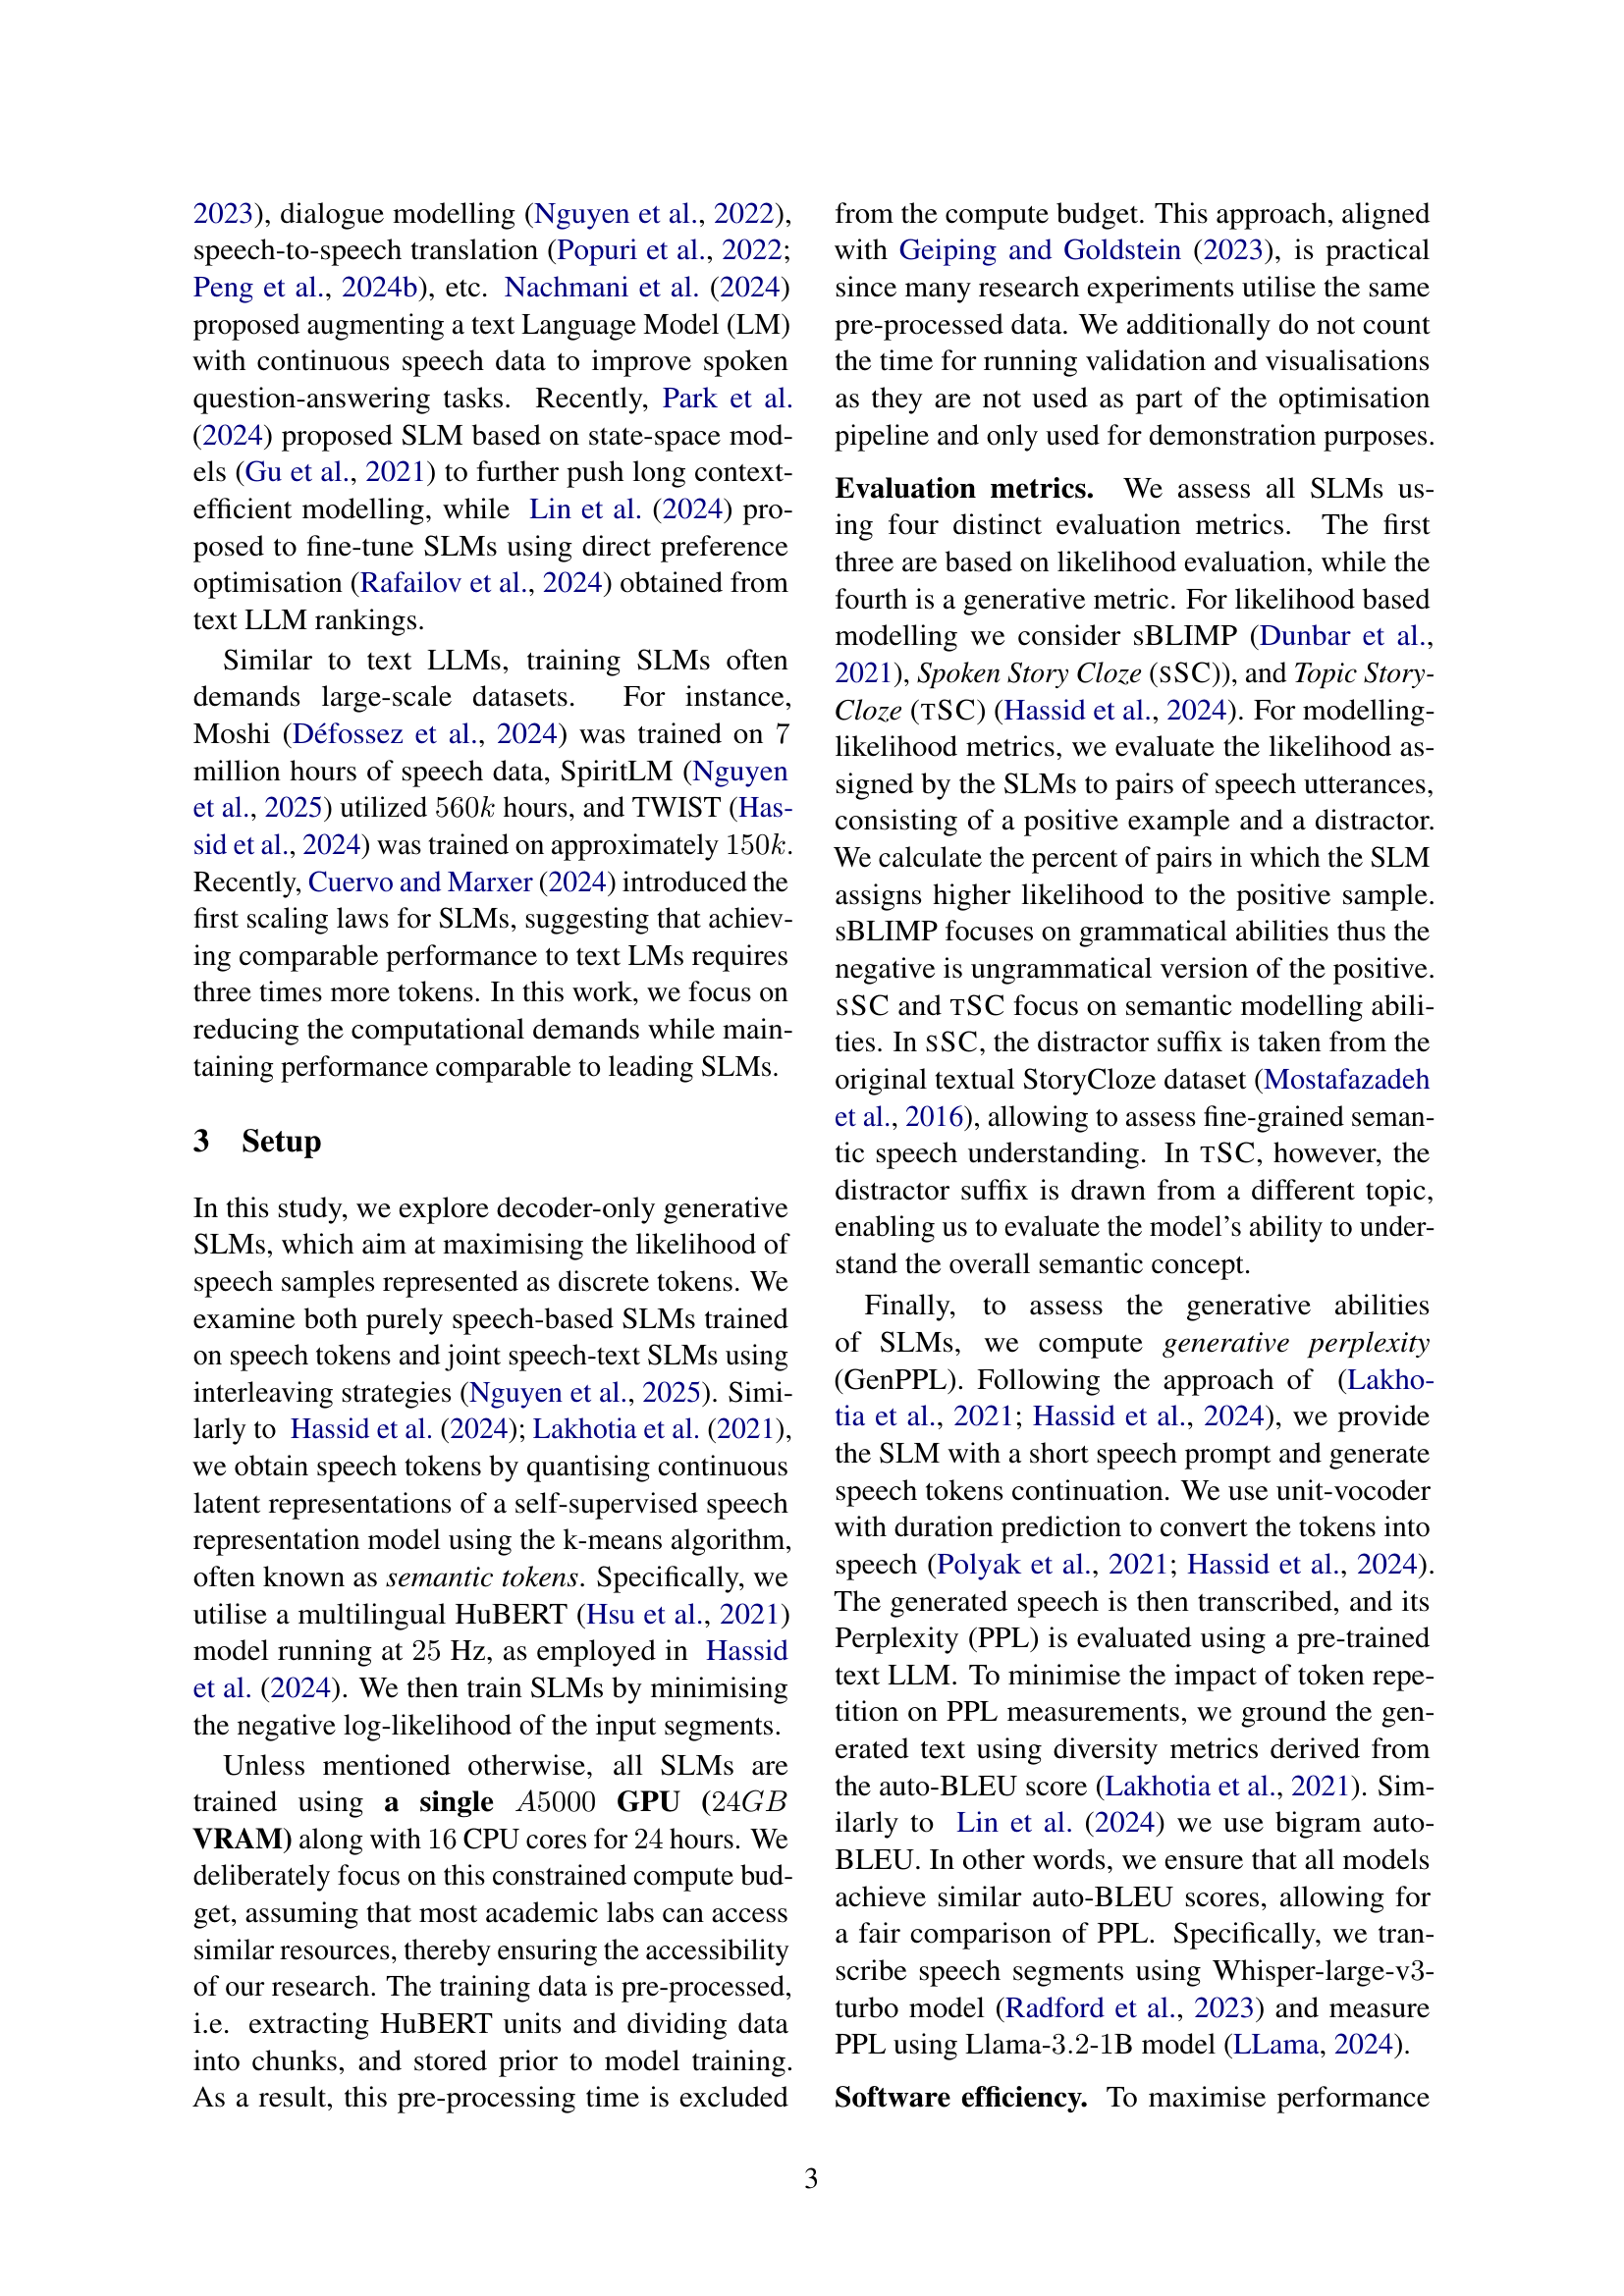 2023), dialogue modelling (Nguyen et al., 2022),
speech-to-speech translation (Popuri et al., 2022;
Peng et al., 2024b), etc. Nachmani et al. (2024)
proposed augmenting a text Language Model (LM)
with continuous speech data to improve spoken
question-answering tasks. Recently, Park et al.
(2024) proposed SLM based on state-space mod-
els (Gu et al., 2021) to further push long context-
efficient modelling, while Lin et al. (2024) pro-
posed to fine-tune SLMs using direct preference
optimisation (Rafailov et al., 2024) obtained from
text LLM rankings.
Similar to text LLMs, training SLMs often
demands large-scale datasets. For instance,
Moshi (Défossez et al., 2024) was trained on 7
million hours of speech data, SpiritLM (Nguyen
et al., 2025) utilized 560k hours, and TWIST (Has-
sid et al., 2024) was trained on approximately 150k.
Recently, Cuervo and Marxer (2024) introduced the
first scaling laws for SLMs, suggesting that achiev-
ing comparable performance to text LMs requires
three times more tokens. In this work, we focus on
reducing the computational demands while main-
taining performance comparable to leading SLMs.
3 Setup
In this study, we explore decoder-only generative
SLMs, which aim at maximising the likelihood of
speech samples represented as discrete tokens. We
examine both purely speech-based SLMs trained
on speech tokens and joint speech-text SLMs using
interleaving strategies (Nguyen et al., 2025). Simi-
larly to Hassid et al. (2024); Lakhotia et al. (2021),
we obtain speech tokens by quantising continuous
latent representations of a self-supervised speech
representation model using the k-means algorithm,
often known as semantic tokens. Specifically, we
utilise a multilingual HuBERT (Hsu et al., 2021)
model running at 25 Hz, as employed in Hassid
et al. (2024). We then train SLMs by minimising
the negative log-likelihood of the input segments.
Unless mentioned otherwise, all SLMs are
trained using a single A5000 GPU (24GB
VRAM) along with 16 CPU cores for 24 hours. We
deliberately focus on this constrained compute bud-
get, assuming that most academic labs can access
similar resources, thereby ensuring the accessibility
of our research. The training data is pre-processed,
i.e. extracting HuBERT units and dividing data
into chunks, and stored prior to model training.
As a result, this pre-processing time is excluded
from the compute budget. This approach, aligned
with Geiping and Goldstein (2023), is practical
since many research experiments utilise the same
pre-processed data. We additionally do not count
the time for running validation and visualisations
as they are not used as part of the optimisation
pipeline and only used for demonstration purposes.
Evaluation metrics. We assess all SLMs us-
ing four distinct evaluation metrics. The first
three are based on likelihood evaluation, while the
fourth is a generative metric. For likelihood based
modelling we consider sBLIMP (Dunbar et al.,
2021), Spoken Story Cloze (sSC)), and Topic Story-
Cloze (TSC) (Hassid et al., 2024). For modelling-
likelihood metrics, we evaluate the likelihood as-
signed by the SLMs to pairs of speech utterances,
consisting of a positive example and a distractor.
We calculate the percent of pairs in which the SLM
assigns higher likelihood to the positive sample.
sBLIMP focuses on grammatical abilities thus the
negative is ungrammatical version of the positive.
sSC and TSC focus on semantic modelling abili-
ties. In sSC, the distractor suffix is taken from the
original textual StoryCloze dataset (Mostafazadeh
et al., 2016), allowing to assess fine-grained seman-
tic speech understanding. In TSC, however, the
distractor suffix is drawn from a different topic,
enabling us to evaluate the model's ability to under-
stand the overall semantic concept.
Finally, to assess the generative abilities
of SLMs, we compute generative perplexity
(GenPPL). Following the approach of (Lakho-
tia et al., 2021; Hassid et al., 2024), we provide
the SLM with a short speech prompt and generate
speech tokens continuation. We use unit-vocoder
with duration prediction to convert the tokens into
speech (Polyak et al., 2021; Hassid et al., 2024).
The generated speech is then transcribed, and its
Perplexity (PPL) is evaluated using a pre-trained
text LLM. To minimise the impact of token repe-
tition on PPL measurements, we ground the gen-
erated text using diversity metrics derived from
the auto-BLEU score (Lakhotia et al., 2021). Sim-
ilarly to Lin et al. (2024) we use bigram auto-
BLEU. In other words, we ensure that all models
achieve similar auto-BLEU scores, allowing for
a fair comparison of PPL. Specifically, we tran-
scribe speech segments using Whisper-large-v3-
turbo model (Radford et al., 2023) and measure
PPL using Llama-3.2-1B model (LLama, 2024).
Software efficiency. To maximise performance
3